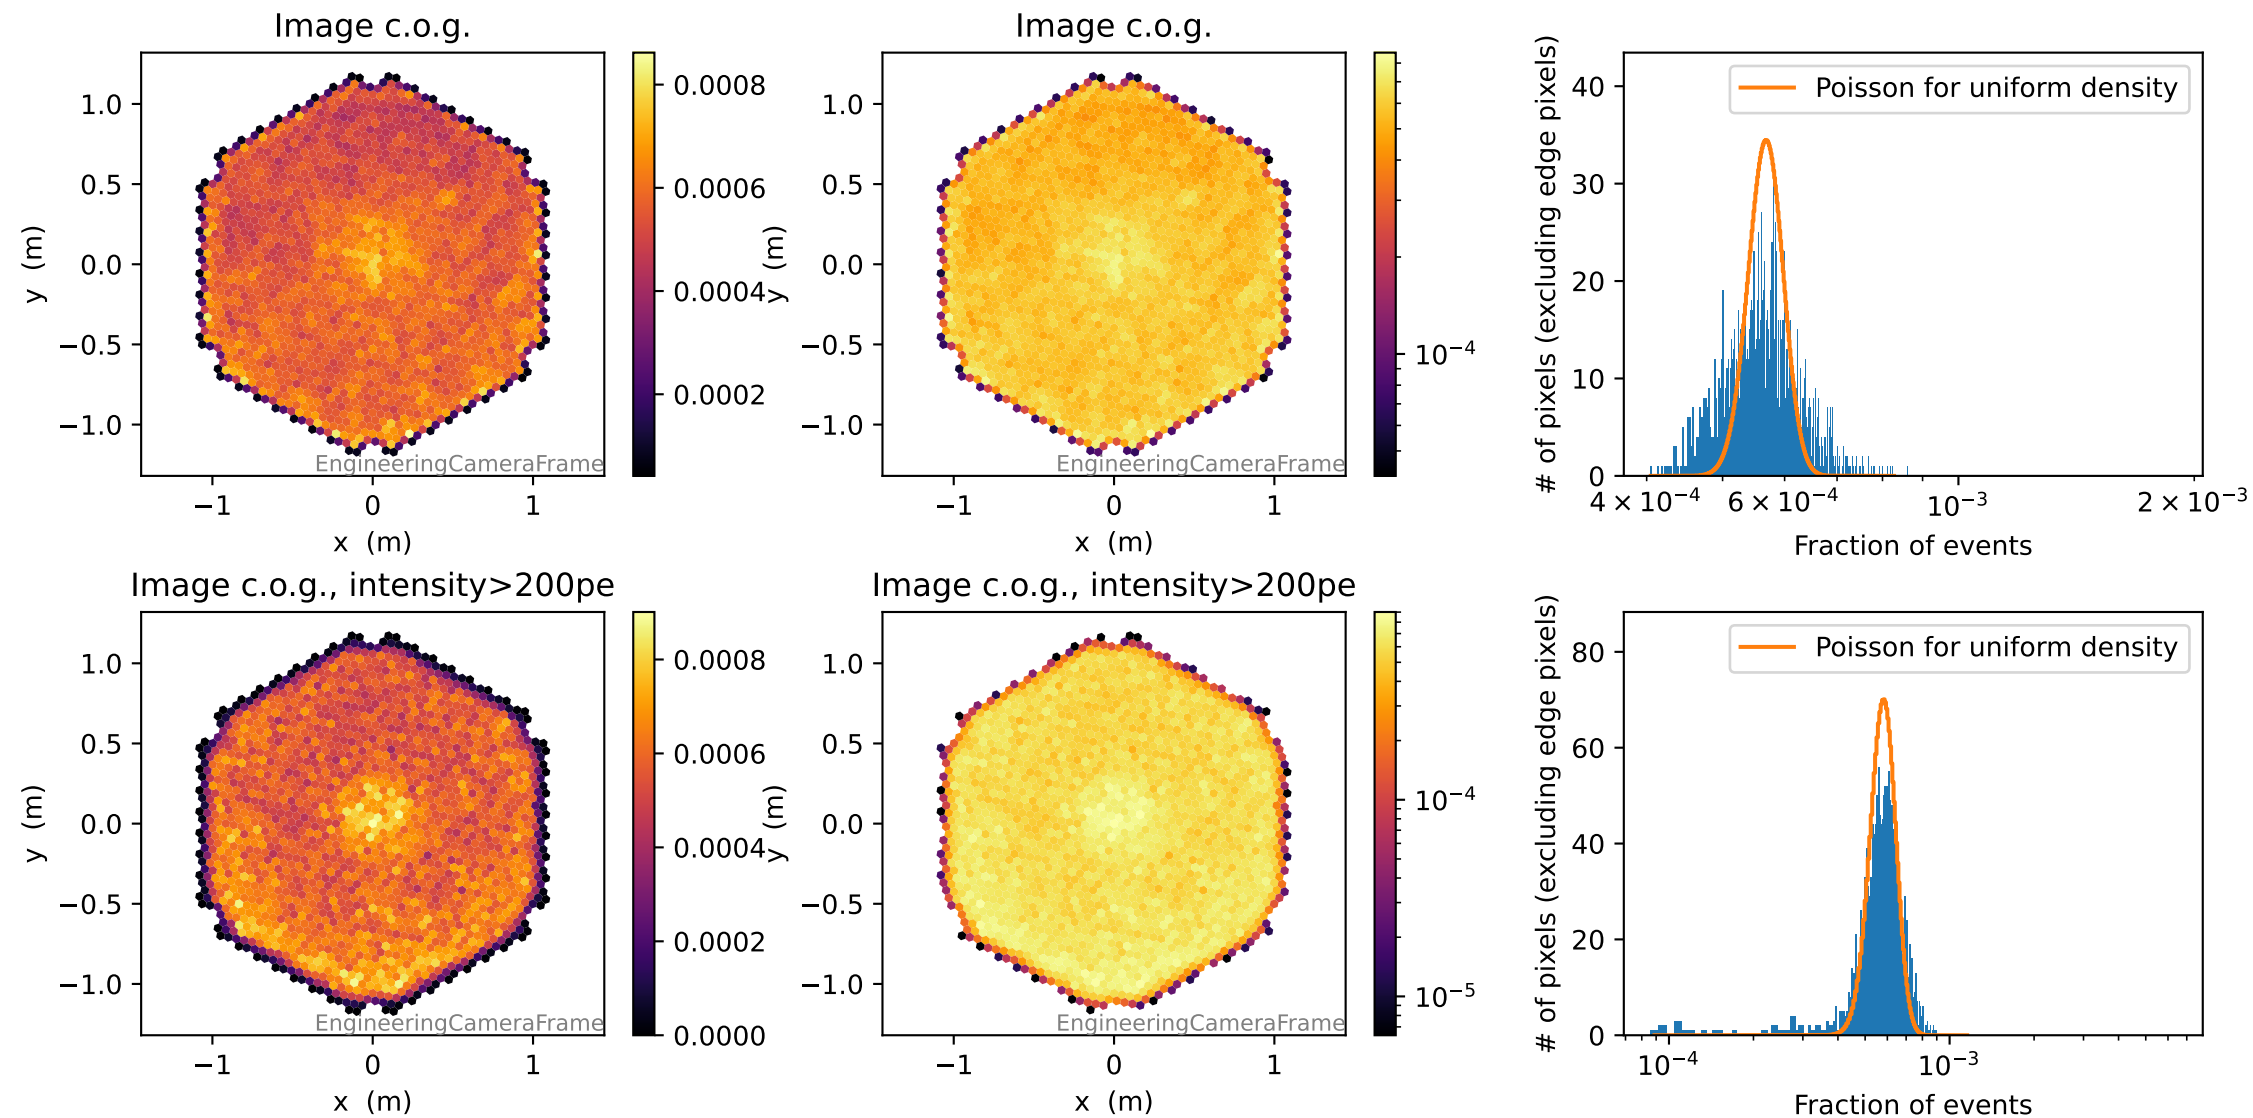 Image c.o.g.
y (m)
1.0
0.5
0.0
−0.5
−1.0
−1
0
1
x (m)
EngineeringCameraFrame
0.0008
0.0006
0.0004
0.0002
Image c.o.g.
y (m)
1.0
0.5
0.0
−0.5
−1.0
−1
0
1
x (m)
EngineeringCameraFrame
10⁻⁴
# of pixels (excluding edge pixels)
40
30
20
10
0
Poisson for uniform density
4 × 10⁻⁴
6 × 10⁻⁴
10⁻³
2 × 10⁻³
Fraction of events
Image c.o.g., intensity>200pe
y (m)
1.0
0.5
0.0
−0.5
−1.0
−1
0
1
x (m)
EngineeringCameraFrame
0.0008
0.0006
0.0004
0.0002
0.0000
Image c.o.g., intensity>200pe
y (m)
1.0
0.5
0.0
−0.5
−1.0
−1
0
1
x (m)
EngineeringCameraFrame
10⁻⁴
10⁻⁵
# of pixels (excluding edge pixels)
80
60
40
20
0
Poisson for uniform density
10⁻⁴
10⁻³
Fraction of events